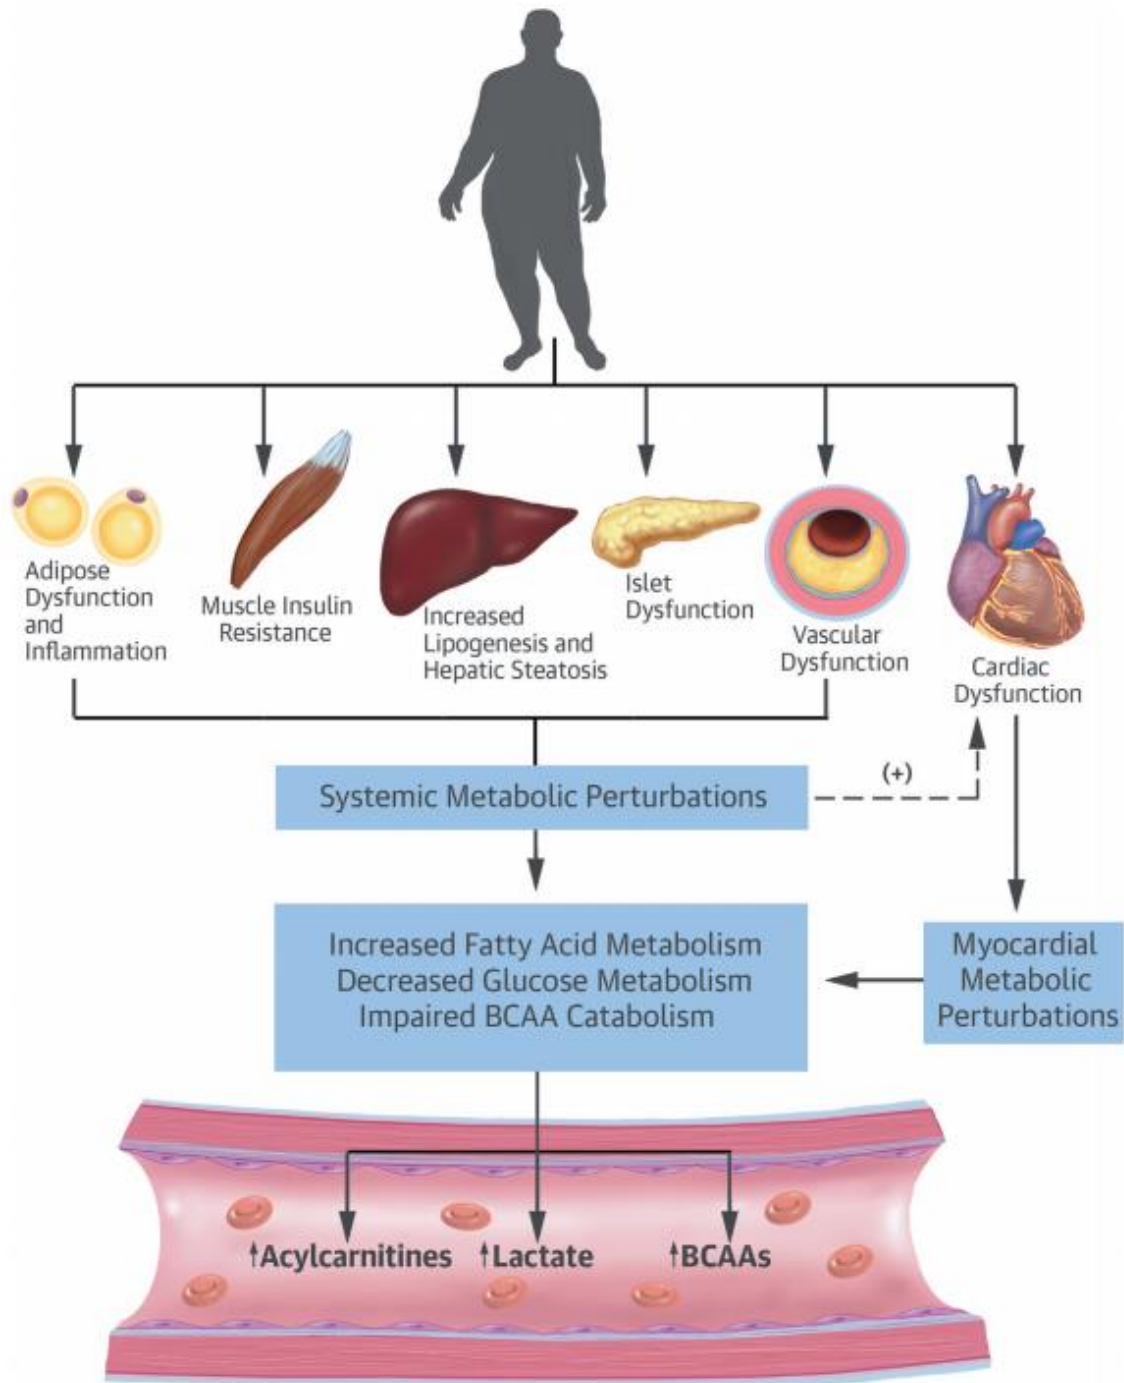 Adipose
Dysfunction
and
Inflammation
Muscle Insulin
Resistance
Increased
Lipogenesis and
Hepatic Steatosis
Islet
Dysfunction
Vascular
Dysfunction
Cardiac
Dysfunction
Systemic Metabolic Perturbations
(+)
Increased Fatty Acid Metabolism
Decreased Glucose Metabolism
Impaired BCAA Catabolism
Myocardial
Metabolic
Perturbations
↑Acylcarnitines
↑Lactate
↑BCAAs